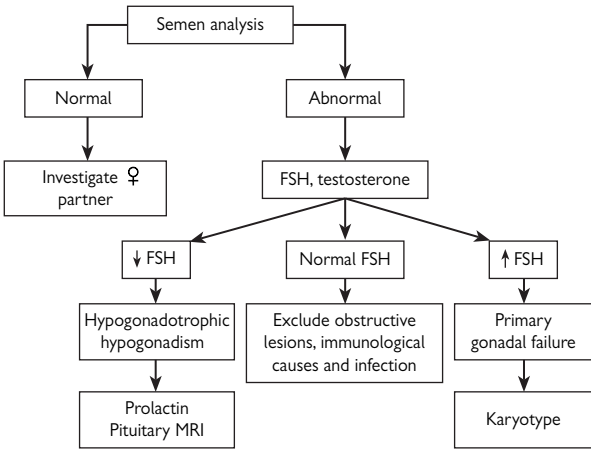 Semen analysis
Normal
Abnormal
Investigate ♀
partner
FSH, testosterone
↓ FSH
Normal FSH
↑ FSH
Hypogonadotrophic
hypogonadism
Exclude obstructive
lesions, immunological
causes and infection
Primary
gonadal failure
Prolactin
Pituitary MRI
Karyotype